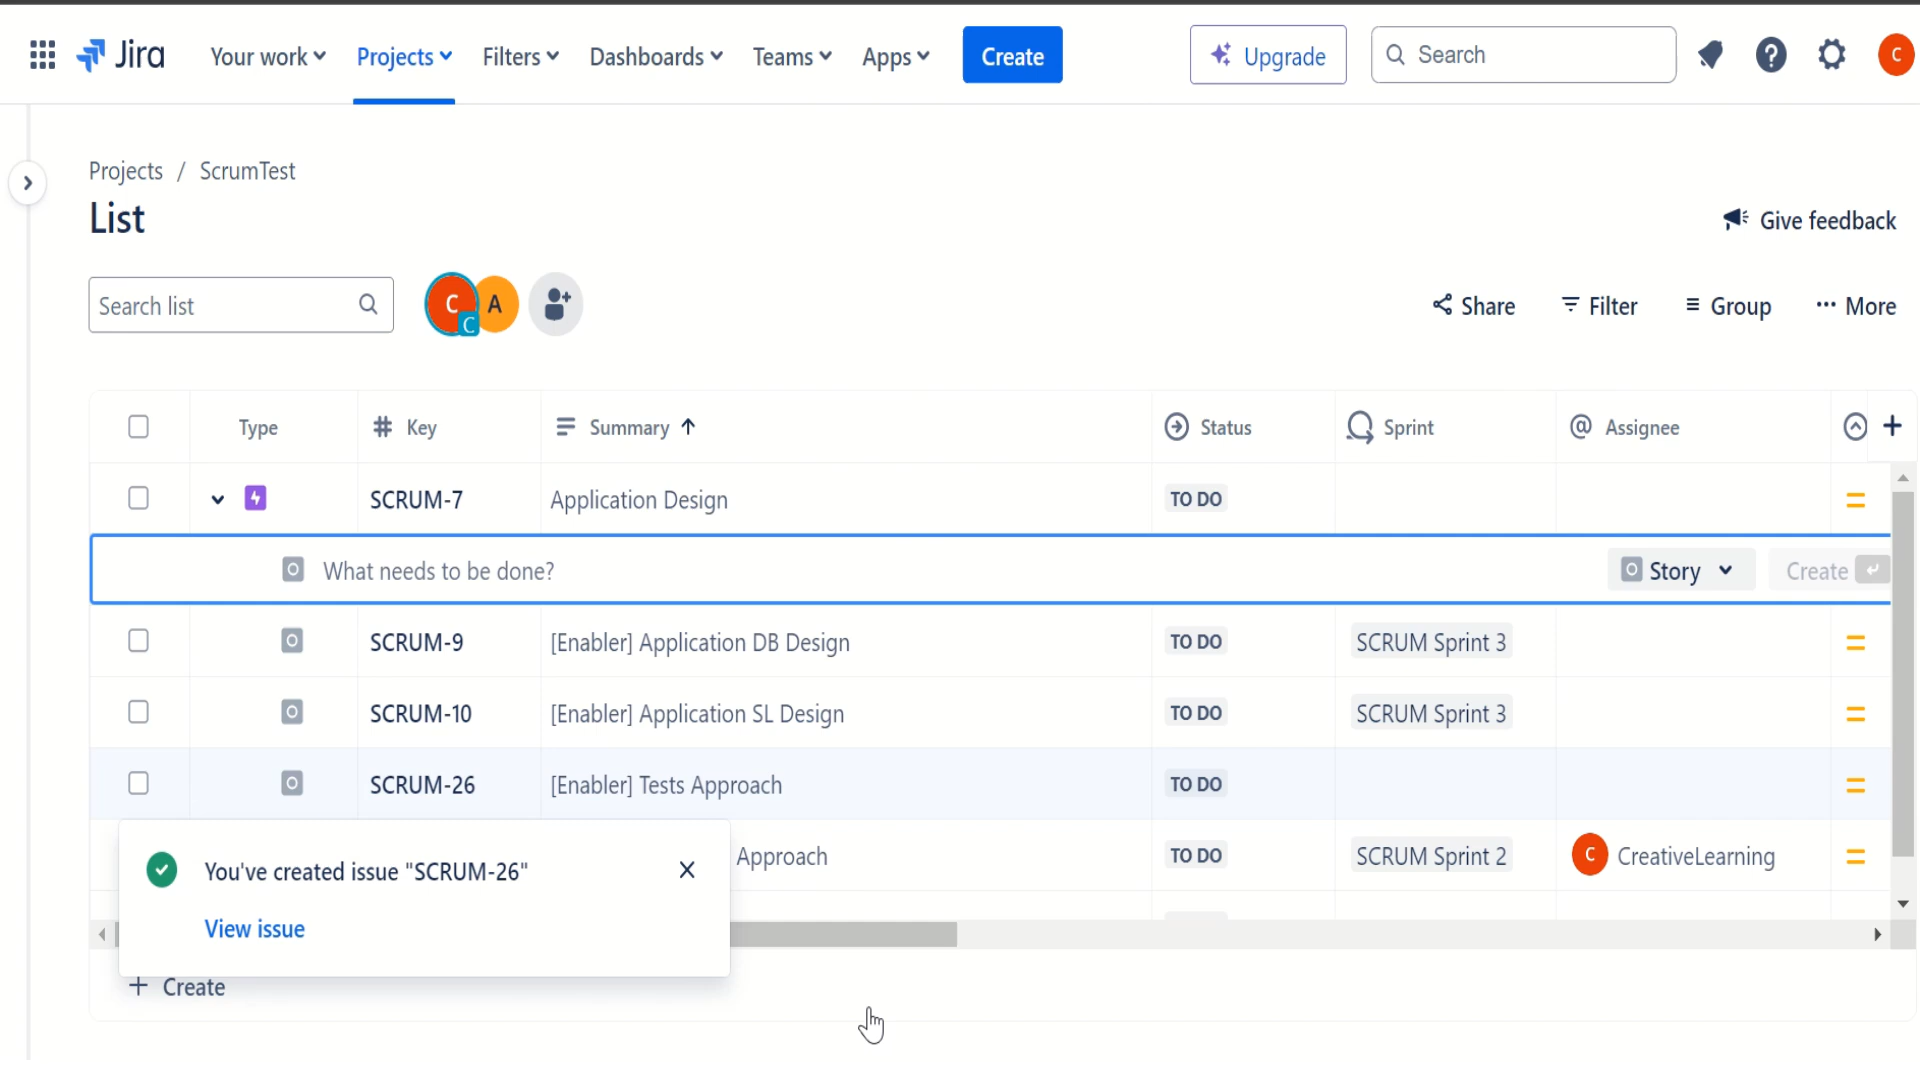 Jira Your work Projects Filters Dashboards Teams Apps Create Upgrade Search C
Projects / ScrumTest
List
Give feedback
Search list C C A Share Filter Group More
Type Key Summary Status Sprint Assignee
SCRUM-7 Application Design TO DO
What needs to be done? Story Create
SCRUM-9 [Enabler] Application DB Design TO DO SCRUM Sprint 3
SCRUM-10 [Enabler] Application SL Design TO DO SCRUM Sprint 3
SCRUM-26 [Enabler] Tests Approach TO DO
Approach TO DO SCRUM Sprint 2 C CreativeLearning
You've created issue "SCRUM-26"
View issue
+ Create